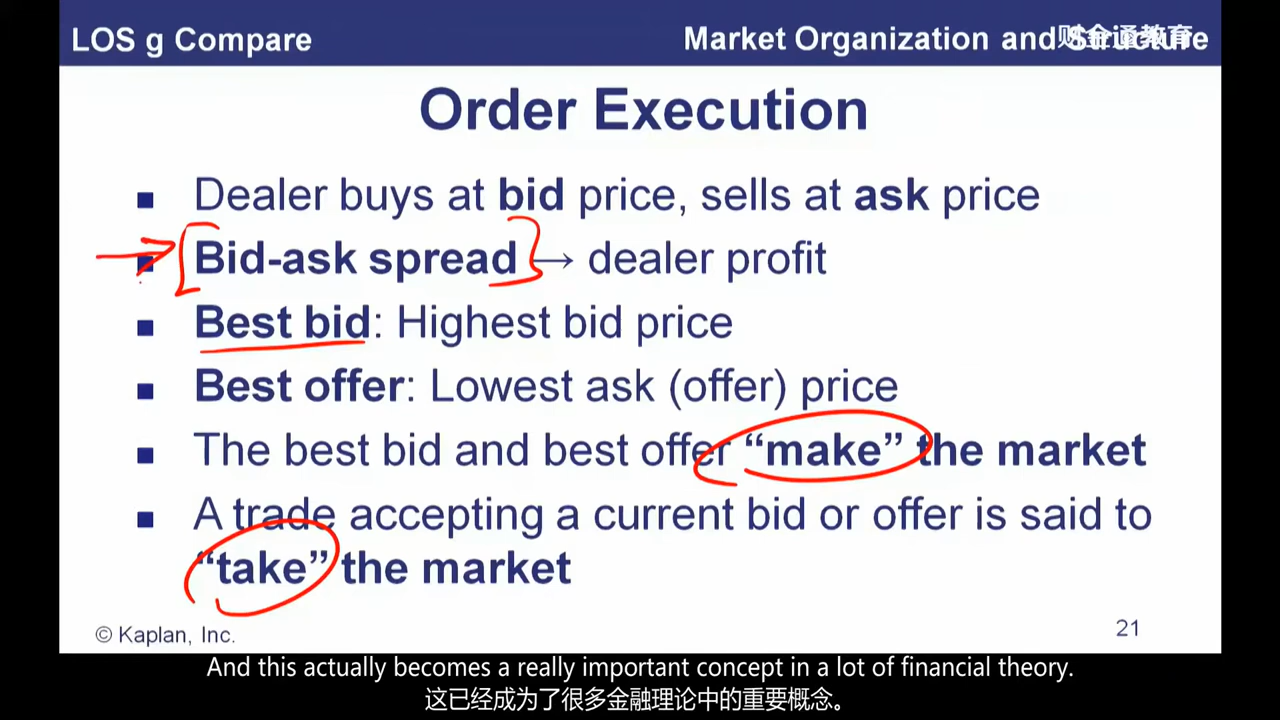 LOS g Compare
Market Organization and Structure
财金通教育
Order Execution
■ Dealer buys at bid price, sells at ask price
■ Bid-ask spread → dealer profit
■ Best bid: Highest bid price
■ Best offer: Lowest ask (offer) price
■ The best bid and best offer “make” the market
■ A trade accepting a current bid or offer is said to
“take” the market
© Kaplan, Inc.
21
And this actually becomes a really important concept in a lot of financial theory.
这已经成为了很多金融理论中的重要概念。